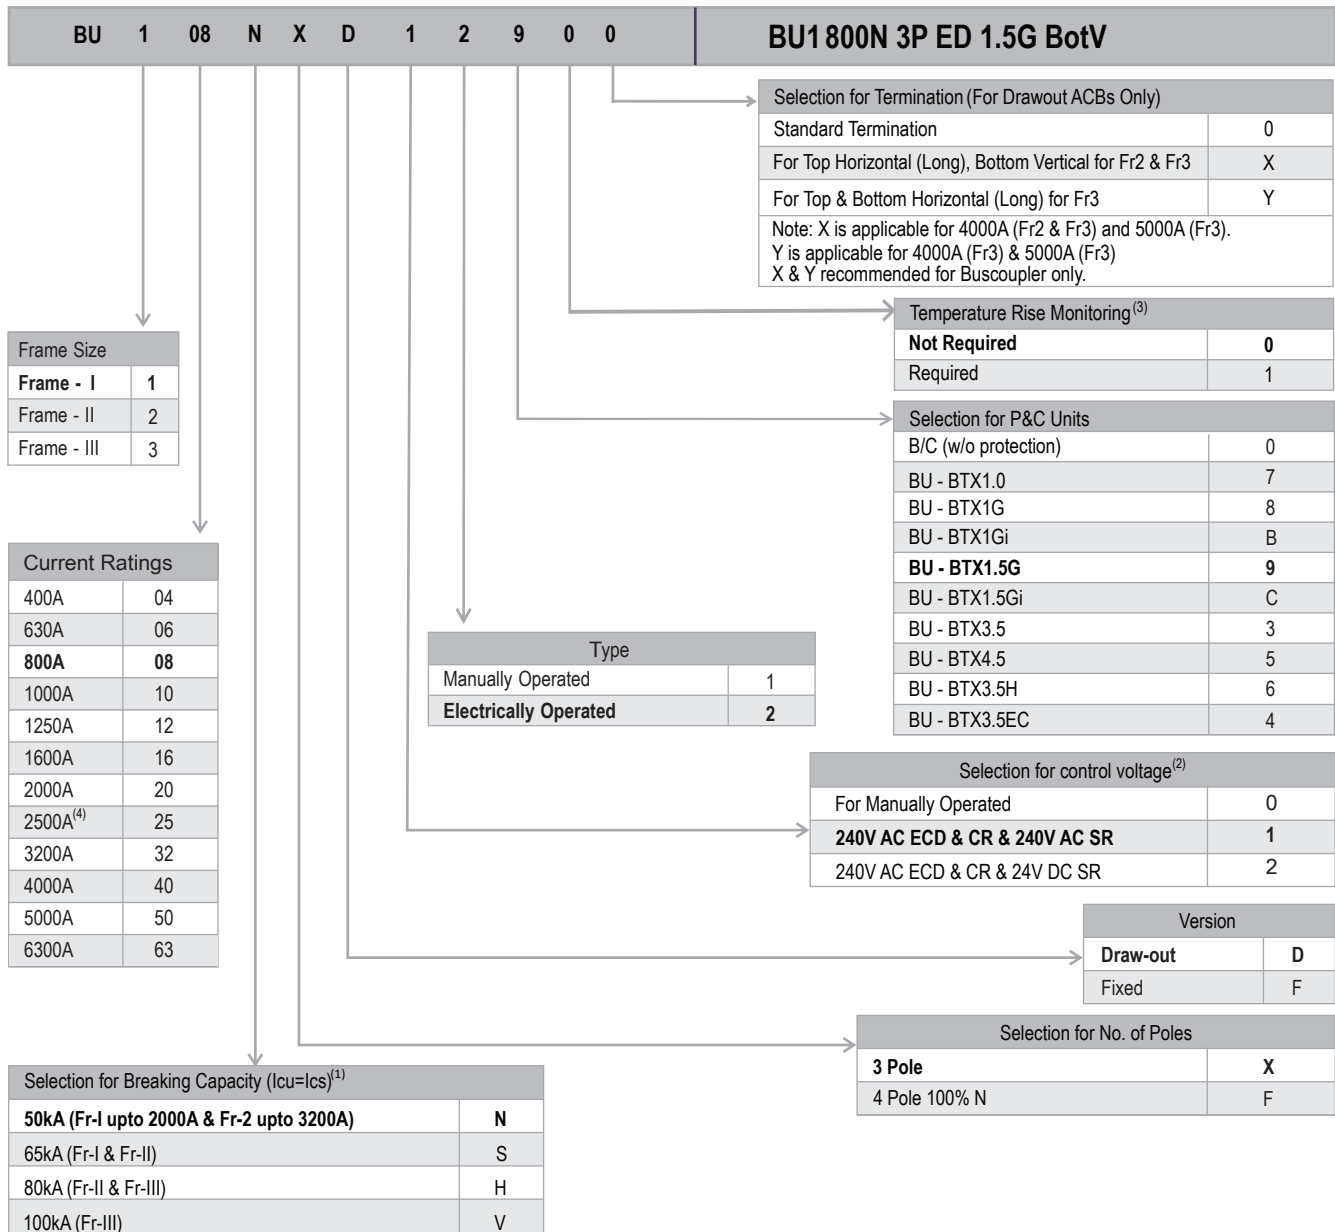 BU 1 08 N X D 1 2 9 0 0 BU1 800N 3P ED 1.5G BotV
Selection for Termination (For Drawout ACBs Only)
Standard Termination 0
For Top Horizontal (Long), Bottom Vertical for Fr2 & Fr3 X
For Top & Bottom Horizontal (Long) for Fr3 Y
Note: X is applicable for 4000A (Fr2 & Fr3) and 5000A (Fr3).
Y is applicable for 4000A (Fr3) & 5000A (Fr3)
X & Y recommended for Buscoupler only.
Temperature Rise Monitoring(3)
Not Required 0
Required 1
Frame Size
Frame - I 1
Frame - II 2
Frame - III 3
Selection for P&C Units
B/C (w/o protection) 0
BU - BTX1.0 7
BU - BTX1G 8
BU - BTX1Gi B
BU - BTX1.5G 9
BU - BTX1.5Gi C
BU - BTX3.5 3
BU - BTX4.5 5
BU - BTX3.5H 6
BU - BTX3.5EC 4
Current Ratings
400A 04
630A 06
800A 08
1000A 10
1250A 12
1600A 16
2000A 20
2500A(4) 25
3200A 32
4000A 40
5000A 50
6300A 63
Type
Manually Operated 1
Electrically Operated 2
Selection for control voltage(2)
For Manually Operated 0
240V AC ECD & CR & 240V AC SR 1
240V AC ECD & CR & 24V DC SR 2
Version
Draw-out D
Fixed F
Selection for No. of Poles
3 Pole X
4 Pole 100% N F
Selection for Breaking Capacity (Icu=Ics)(1)
50kA (Fr-I upto 2000A & Fr-2 upto 3200A) N
65kA (Fr-I & Fr-II) S
80kA (Fr-II & Fr-III) H
100kA (Fr-III) V